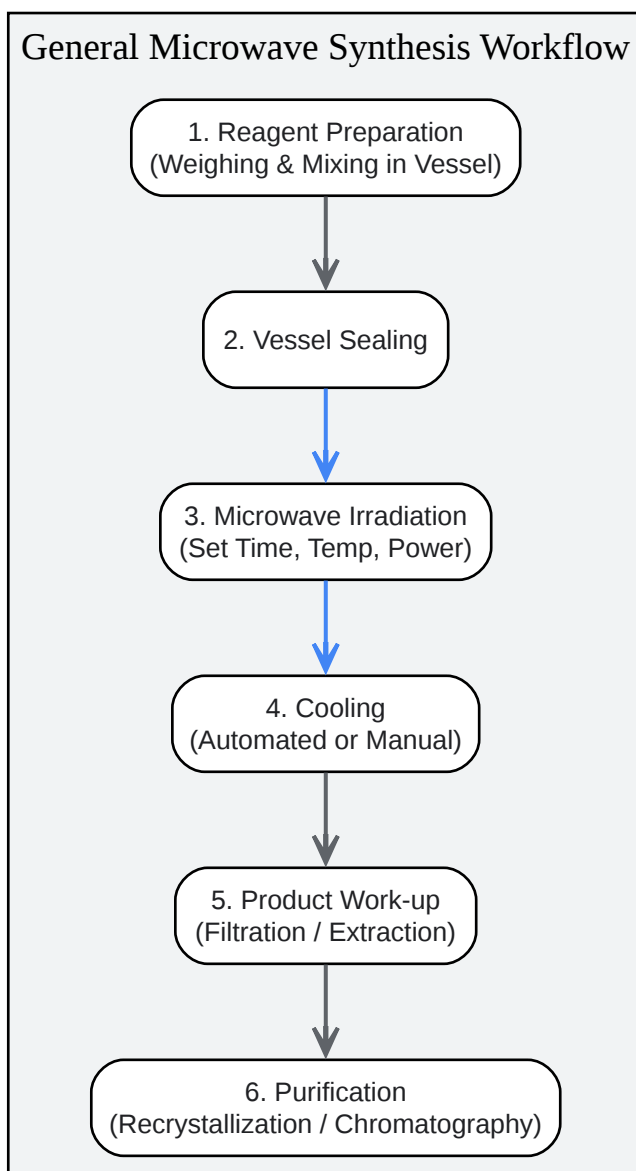 General Microwave Synthesis Workflow
1. Reagent Preparation
(Weighing & Mixing in Vessel)
2. Vessel Sealing
3. Microwave Irradiation
(Set Time, Temp, Power)
4. Cooling
(Automated or Manual)
5. Product Work-up
(Filtration / Extraction)
6. Purification
(Recrystallization / Chromatography)